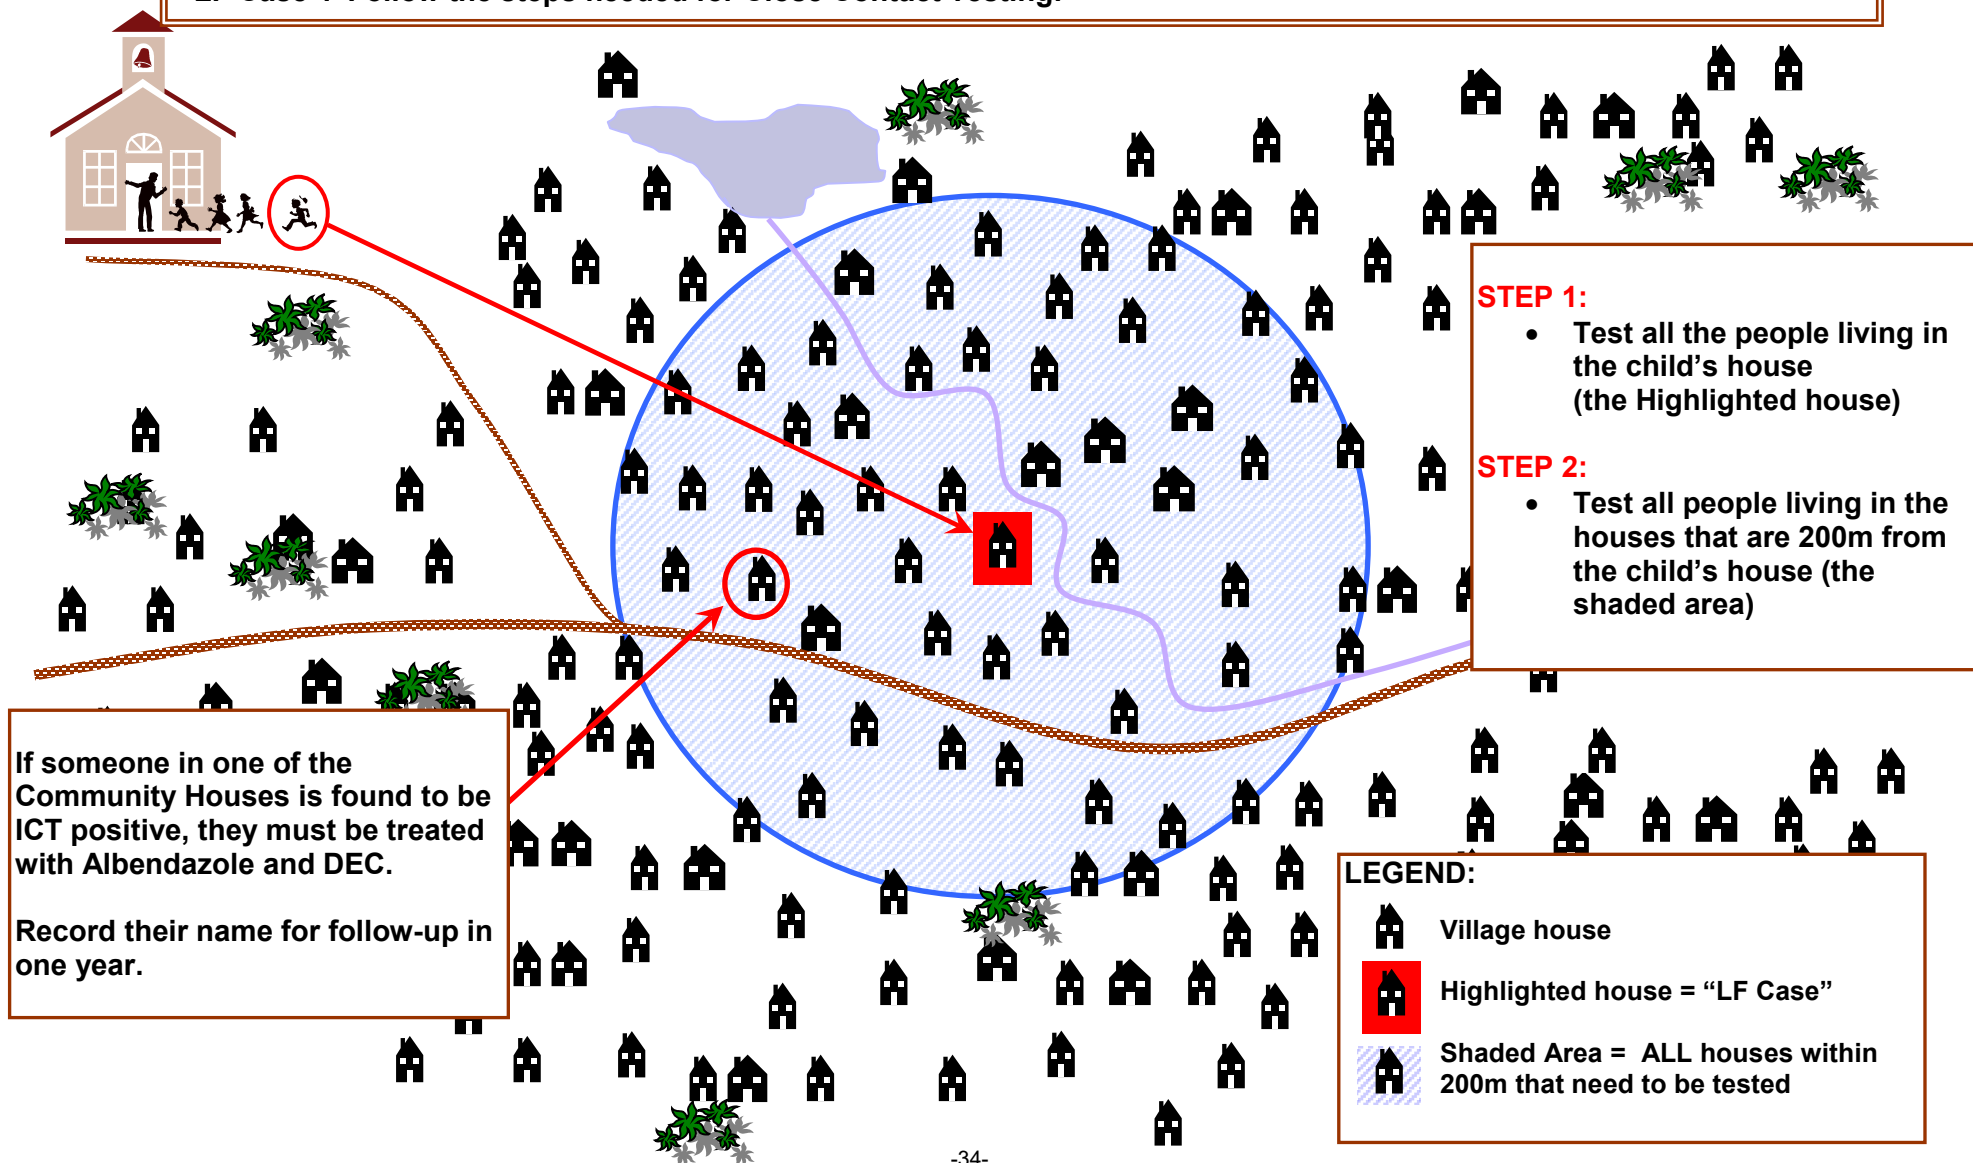 STEP 1:
• Test all the people living in
the child’s house
(the Highlighted house)
STEP 2:
• Test all people living in the
houses that are 200m from
the child’s house (the
shaded area)
If someone in one of the
Community Houses is found to be
ICT positive, they must be treated
with Albendazole and DEC.
Record their name for follow-up in
one year.
LEGEND:
Village house
Highlighted house = “LF Case”
Shaded Area = ALL houses within
200m that need to be tested
-34-